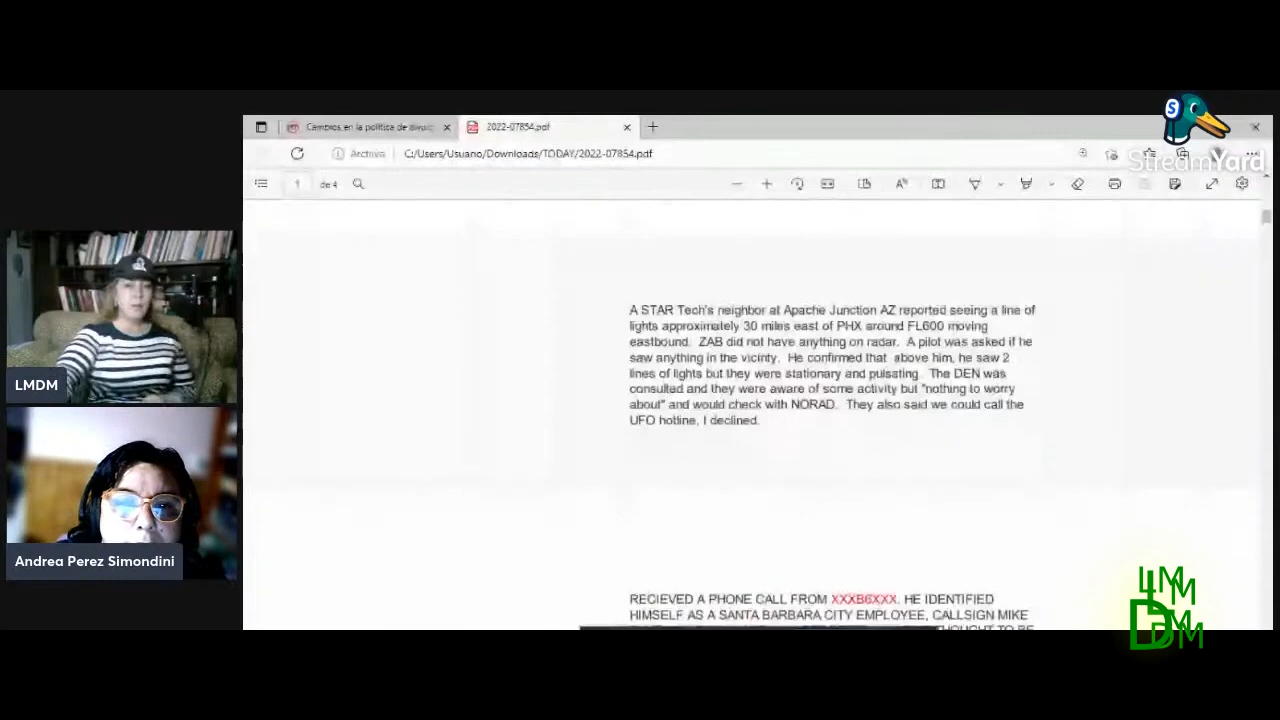 Cambios en la política de divulg
2022-07854.pdf
StreamYard
Archivo
C:/Users/Usuario/Downloads/TODAY/2022-07854.pdf
1 de 4
A STAR Tech's neighbor at Apache Junction AZ reported seeing a line of
lights approximately 30 miles east of PHX around FL600 moving
eastbound. ZAB did not have anything on radar. A pilot was asked if he
saw anything in the vicinty. He confirmed that above him, he saw 2
lines of lights but they were stationary and pulsating. The DEN was
consulted and they were aware of some activity but "nothing to worry
about" and would check with NORAD. They also said we could call the
UFO hotline, I declined.
LMDM
Andrea Perez Simondini
RECIEVED A PHONE CALL FROM XXXB6XXX. HE IDENTIFIED
HIMSELF AS A SANTA BARBARA CITY EMPLOYEE, CALLSIGN MIKE
THOUGHT TO BE